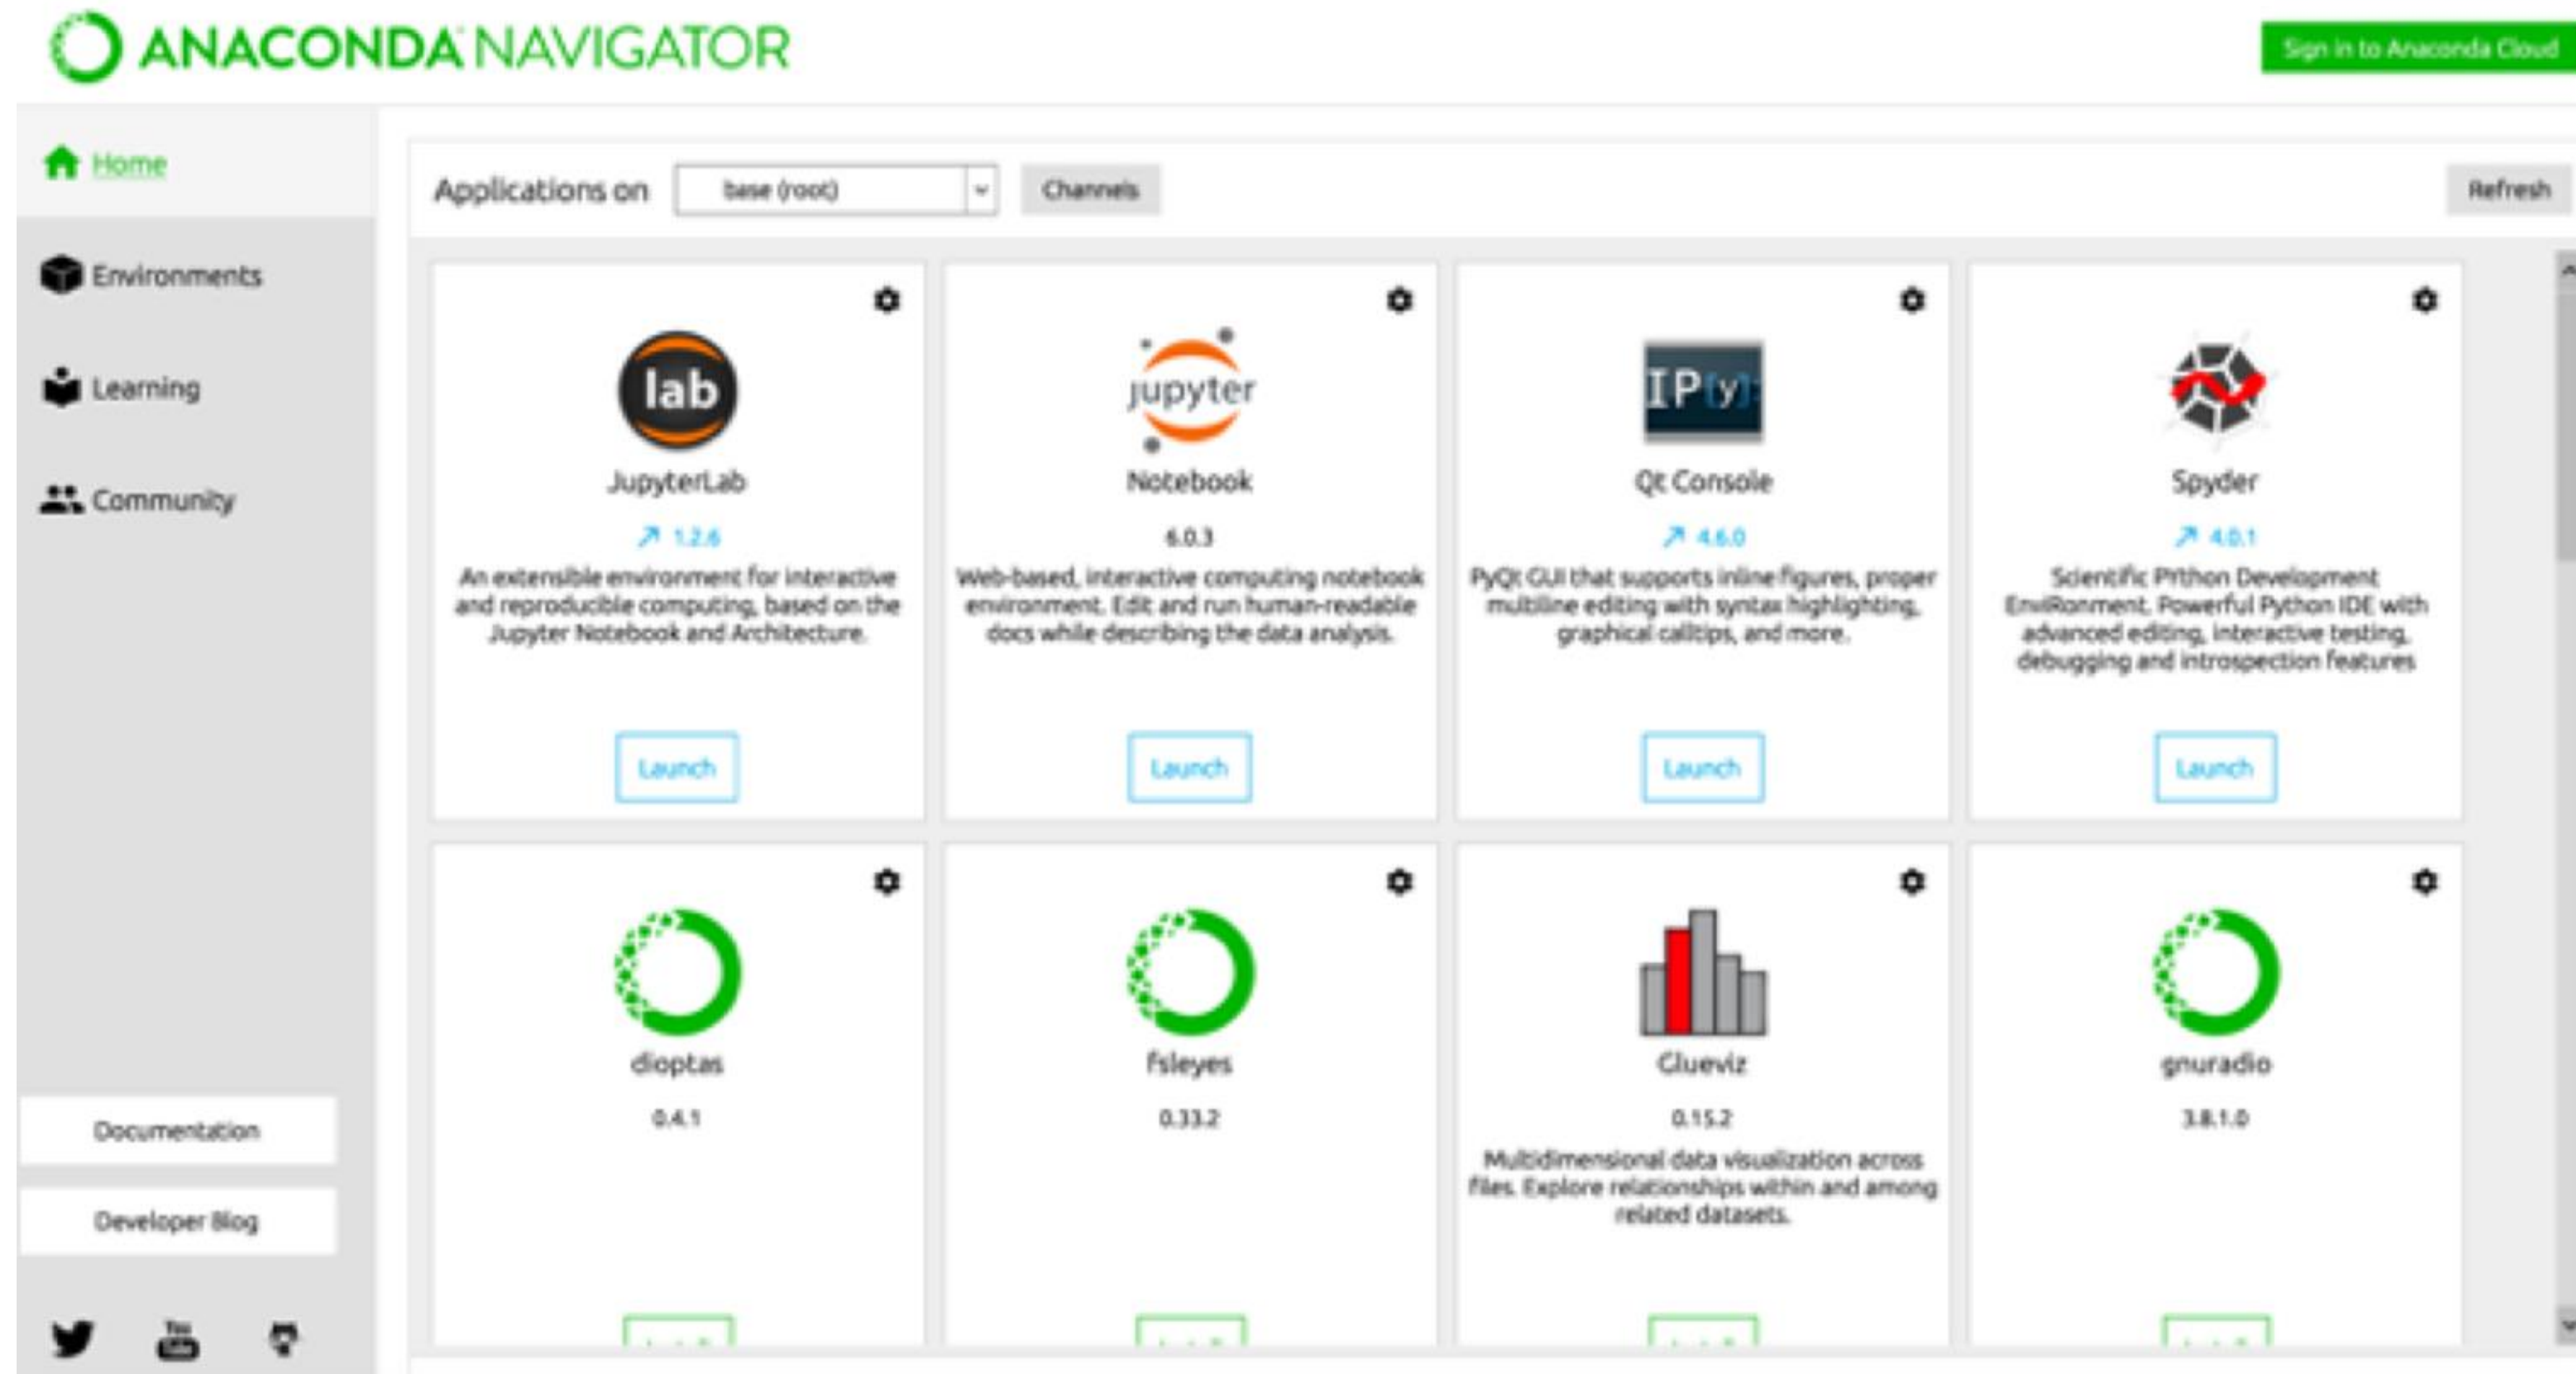 ANACONDA NAVIGATOR
Sign in to Anaconda Cloud
Home
Environments
Learning
Community
Documentation
Developer Blog
You
Tube
Applications on
base (root)
Channels
Refresh
lab
JupyterLab
1.2.6
An extensible environment for interactive
and reproducible computing, based on the
Jupyter Notebook and Architecture.
Launch
jupyter
Notebook
6.0.3
Web-based, interactive computing notebook
environment. Edit and run human-readable
docs while describing the data analysis.
Launch
IP[y]:
Qt Console
4.6.0
PyQt GUI that supports inline figures, proper
multiline editing with syntax highlighting,
graphical calltips, and more.
Launch
Spyder
4.0.1
Scientific PYthon Development
EnviRonment. Powerful Python IDE with
advanced editing, interactive testing,
debugging and introspection features
Launch
dioptas
0.4.1
fsleyes
0.33.2
Glueviz
0.15.2
Multidimensional data visualization across
files. Explore relationships within and among
related datasets.
gnuradio
3.8.1.0